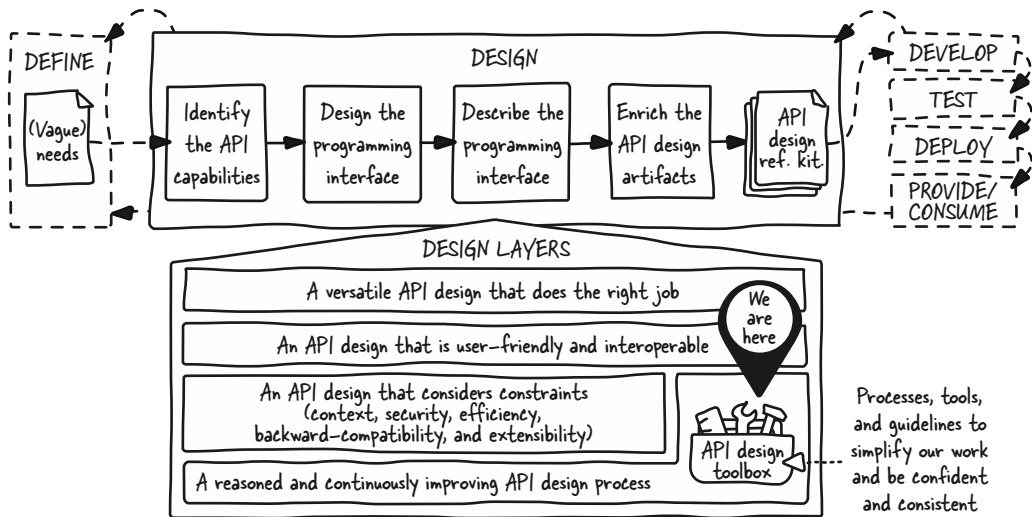 DEFINE
(Vague)
needs
DESIGN
Identify
the API
capabilities
Design the
programming
interface
Describe the
programming
interface
Enrich the
API design
artifacts
API
design
ref. kit.
DEVELOP
TEST
DEPLOY
PROVIDE/
CONSUME
DESIGN LAYERS
A versatile API design that does the right job
An API design that is user-friendly and interoperable
An API design that considers constraints
(context, security, efficiency,
backward-compatibility, and extensibility)
A reasoned and continuously improving API design process
We
are
here
API design
toolbox
Processes, tools,
and guidelines to
simplify our work
and be confident
and consistent